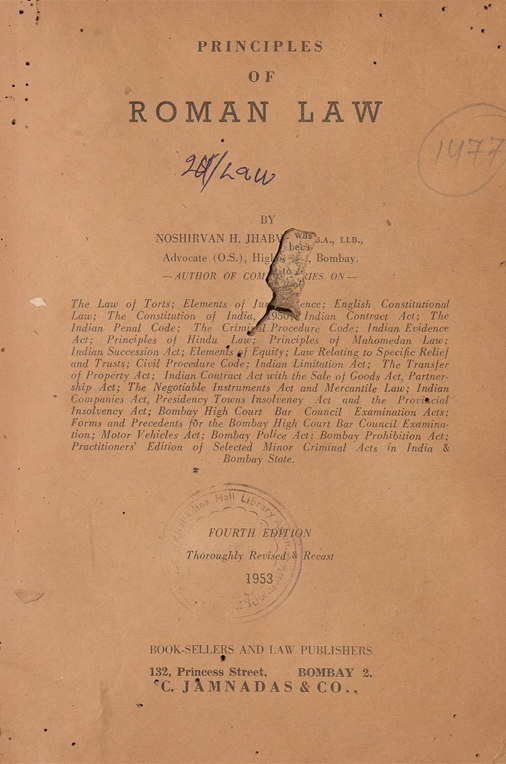 PRINCIPLES
OF
ROMAN LAW
1477
/Law
BY
NOSHIRVAN H. B.A., LL.B.,
Advocate (O.S.), Bombay.
—AUTHOR OF ON—
The Law of Torts; Elements of English Constitutional
Law; The Constitution of India, 1950; Indian Contract Act; The
Indian Penal Code; The Criminal Procedure Code; Indian Evidence
Act; Principles of Hindu Law; Principles of Mahomedan Law;
Indian Succession Act; Elements of Equity; Law Relating to Specific Relief
and Trusts; Civil Procedure Code; Indian Limitation Act; The Transfer
of Property Act; Indian Contract Act with the Sale of Goods Act, Partner-
ship Act; The Negotiable Instruments Act and Mercantile Law; Indian
Companies Act, Presidency Towns Insolvency Act and the Provincial
Insolvency Act; Bombay High Court Bar Council Examination Acts;
Forms and Precedents for the Bombay High Court Bar Council Examina-
tion; Motor Vehicles Act; Bombay Police Act; Bombay Prohibition Act;
Practitioners' Edition of Selected Minor Criminal Acts in India &
Bombay State.
Hall Library
FOURTH EDITION
Thoroughly Revised & Recast
1953
BOOK-SELLERS AND LAW PUBLISHERS
132, Princess Street, BOMBAY 2.
C. JAMNADAS & CO.,